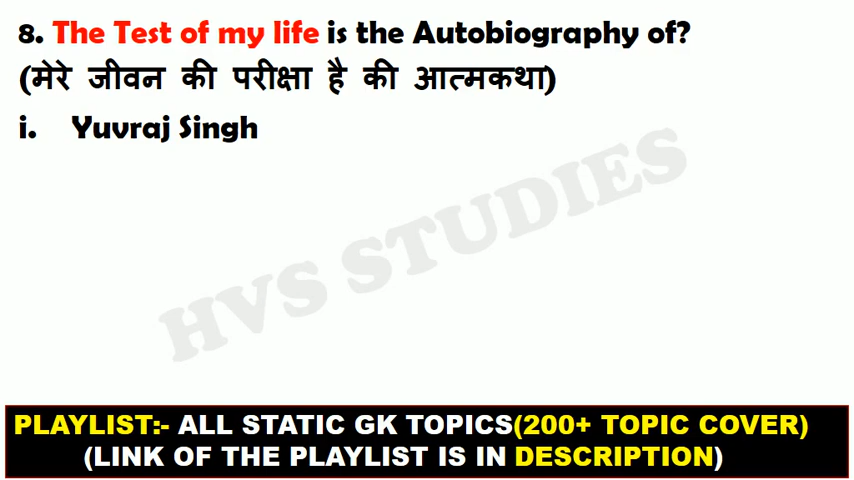 8. The Test of my life is the Autobiography of?
(मेरे जीवन की परीक्षा है की आत्मकथा)
i. Yuvraj Singh
HVS STUDIES
PLAYLIST:- ALL STATIC GK TOPICS(200+ TOPIC COVER)
(LINK OF THE PLAYLIST IS IN DESCRIPTION)